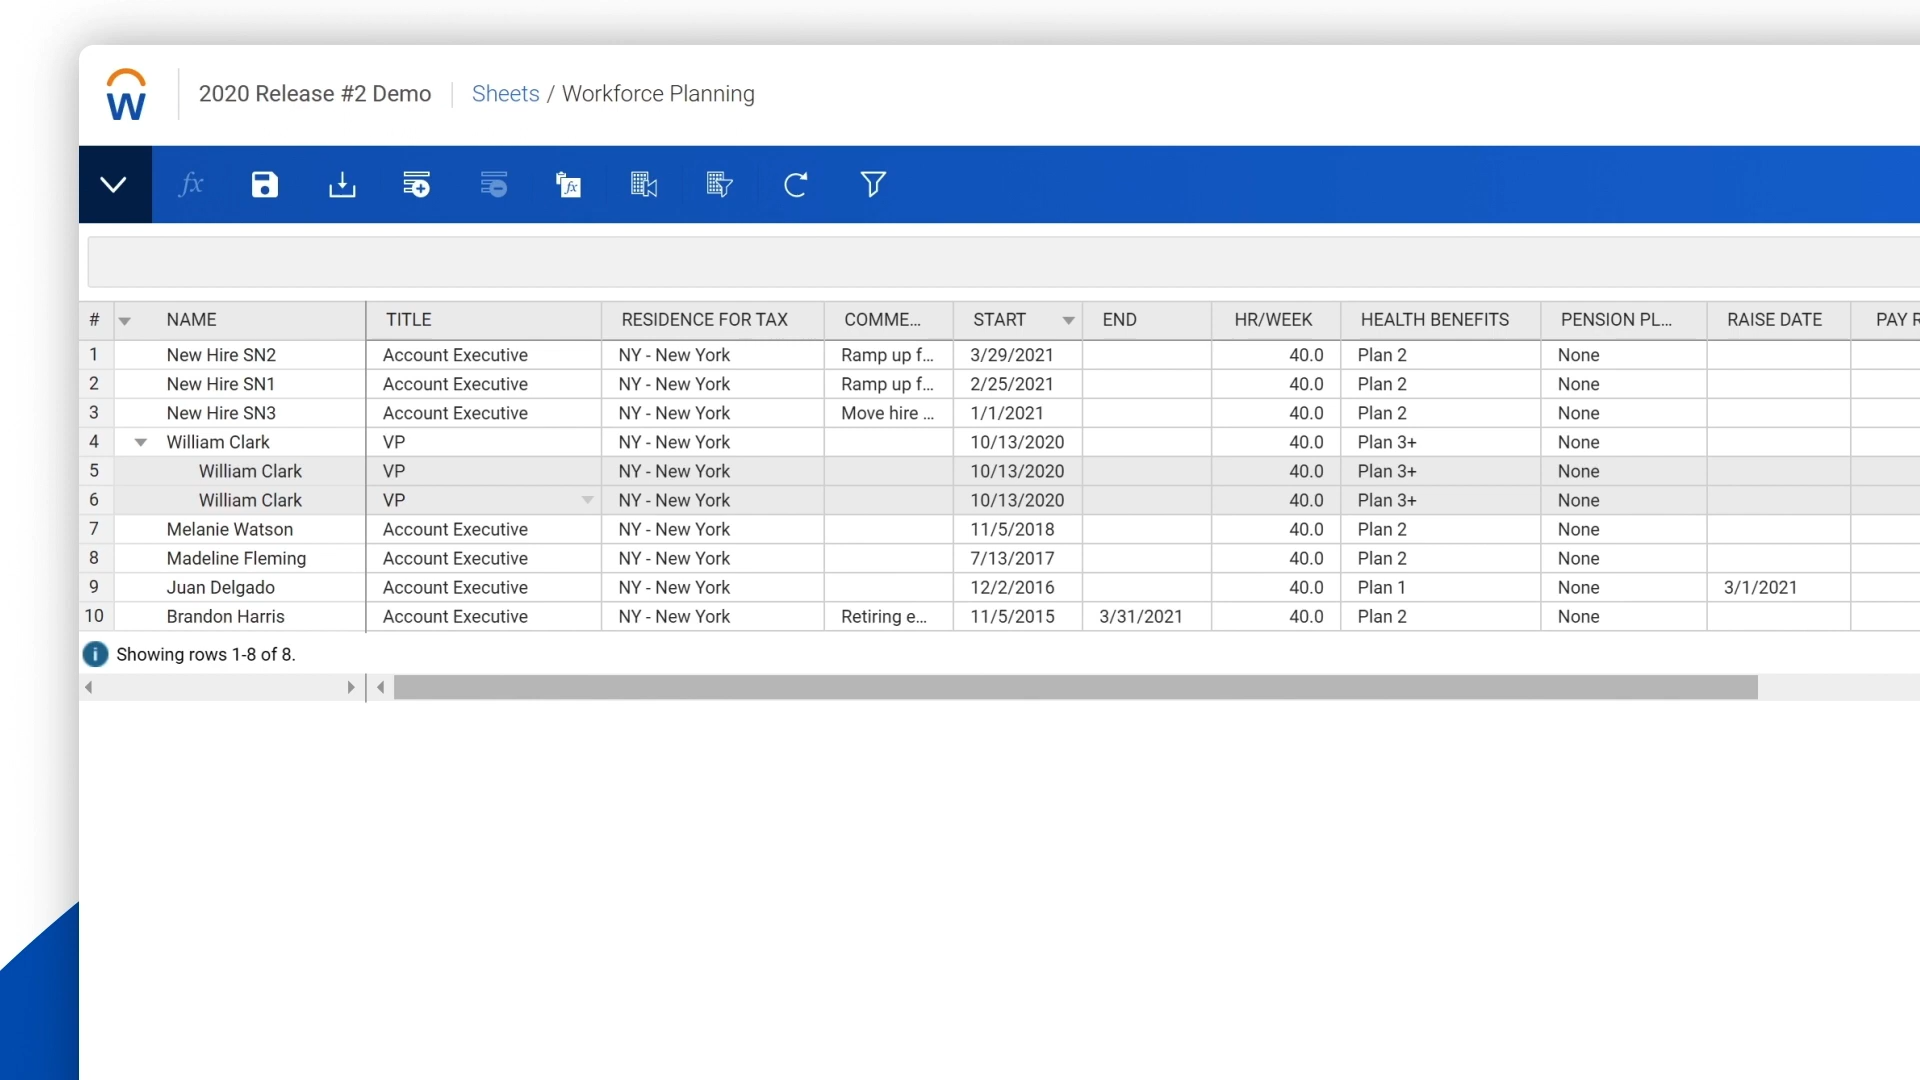 W
2020 Release #2 Demo Sheets / Workforce Planning
fx fx
# NAME TITLE RESIDENCE FOR TAX COMME... START END HR/WEEK HEALTH BENEFITS PENSION PL... RAISE DATE PAY R
1 New Hire SN2 Account Executive NY - New York Ramp up f... 3/29/2021 40.0 Plan 2 None
2 New Hire SN1 Account Executive NY - New York Ramp up f... 2/25/2021 40.0 Plan 2 None
3 New Hire SN3 Account Executive NY - New York Move hire ... 1/1/2021 40.0 Plan 2 None
4 William Clark VP NY - New York 10/13/2020 40.0 Plan 3+ None
5 William Clark VP NY - New York 10/13/2020 40.0 Plan 3+ None
6 William Clark VP NY - New York 10/13/2020 40.0 Plan 3+ None
7 Melanie Watson Account Executive NY - New York 11/5/2018 40.0 Plan 2 None
8 Madeline Fleming Account Executive NY - New York 7/13/2017 40.0 Plan 2 None
9 Juan Delgado Account Executive NY - New York 12/2/2016 40.0 Plan 1 None 3/1/2021
10 Brandon Harris Account Executive NY - New York Retiring e... 11/5/2015 3/31/2021 40.0 Plan 2 None
i Showing rows 1-8 of 8.